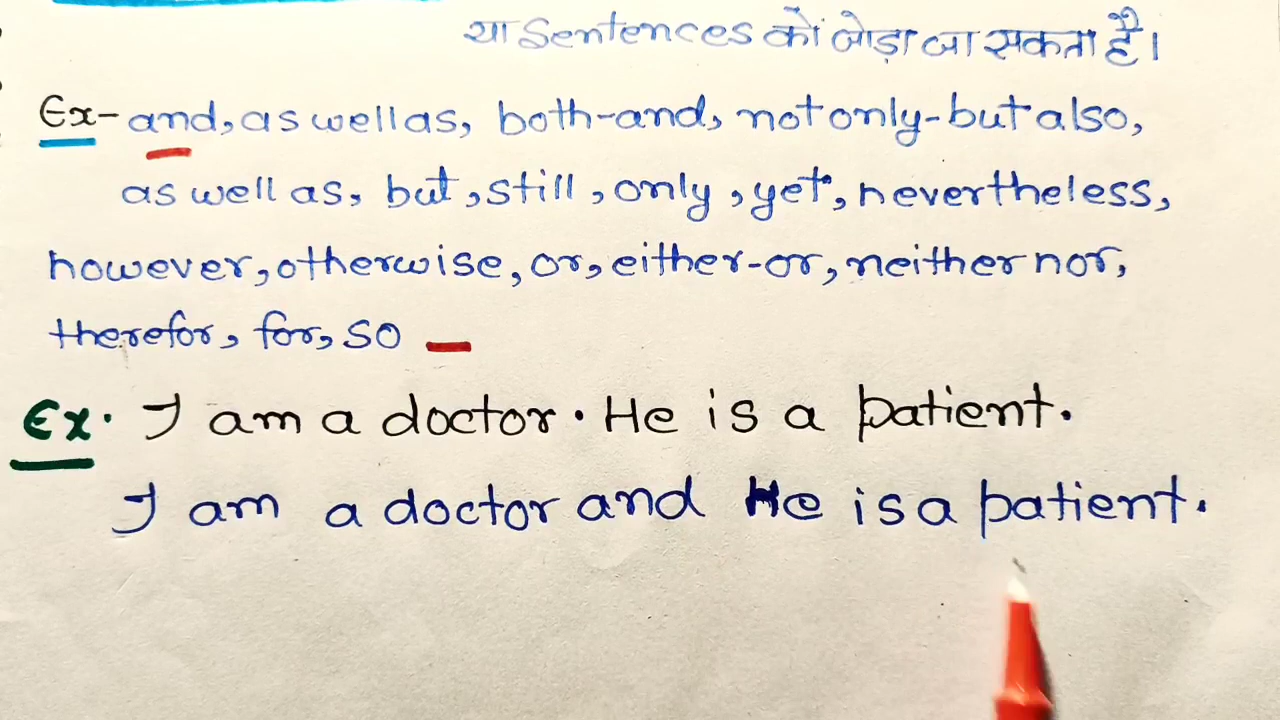 या Sentences को जोड़ा जा सकता है।
Ex- and, as well as, both-and, not only-but also,
as well as, but, still, only, yet, nevertheless,
however, otherwise, or, either-or, neither nor,
therefor, for, so
Ex. I am a doctor. He is a patient.
I am a doctor and He is a patient.